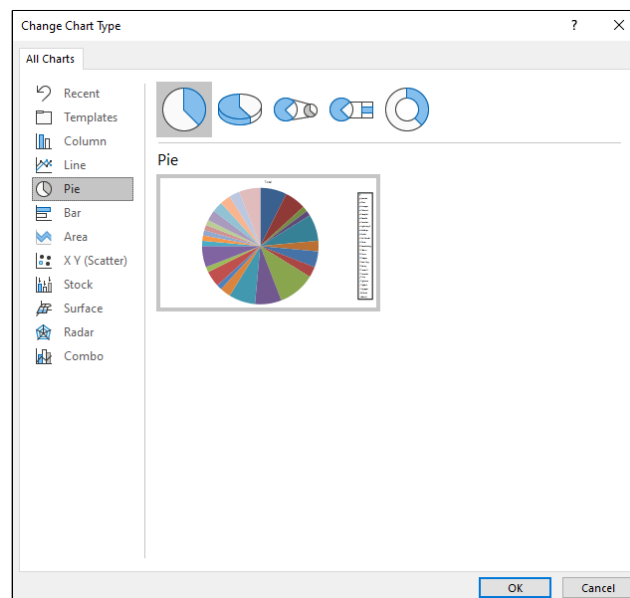 Change Chart Type
?
All Charts
Recent
Templates
Column
Line
Pie
Bar
Area
X Y (Scatter)
Stock
Surface
Radar
Combo
Pie
OK
Cancel